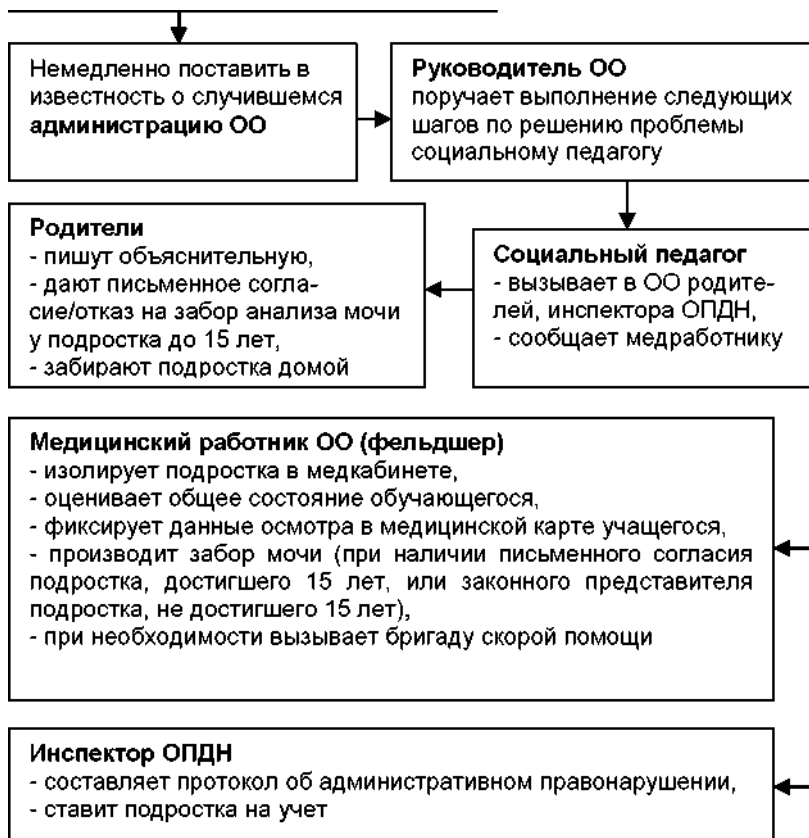 Немедленно поставить в
известность о случившемся
администрацию ОО
Руководитель ОО
поручает выполнение следующих
шагов по решению проблемы
социальному педагогу
Родители
- пишут объяснительную,
- дают письменное согла-
сие/отказ на забор анализа мочи
у подростка до 15 лет,
- забирают подростка домой
Социальный педагог
- вызывает в ОО родите-
лей, инспектора ОПДН,
- сообщает медработнику
Медицинский работник ОО (фельдшер)
- изолирует подростка в медкабинете,
- оценивает общее состояние обучающегося,
- фиксирует данные осмотра в медицинской карте учащегося,
- производит забор мочи (при наличии письменного согласия
подростка, достигшего 15 лет, или законного представителя
подростка, не достигшего 15 лет),
- при необходимости вызывает бригаду скорой помощи
Инспектор ОПДН
- составляет протокол об административном правонарушении,
- ставит подростка на учет